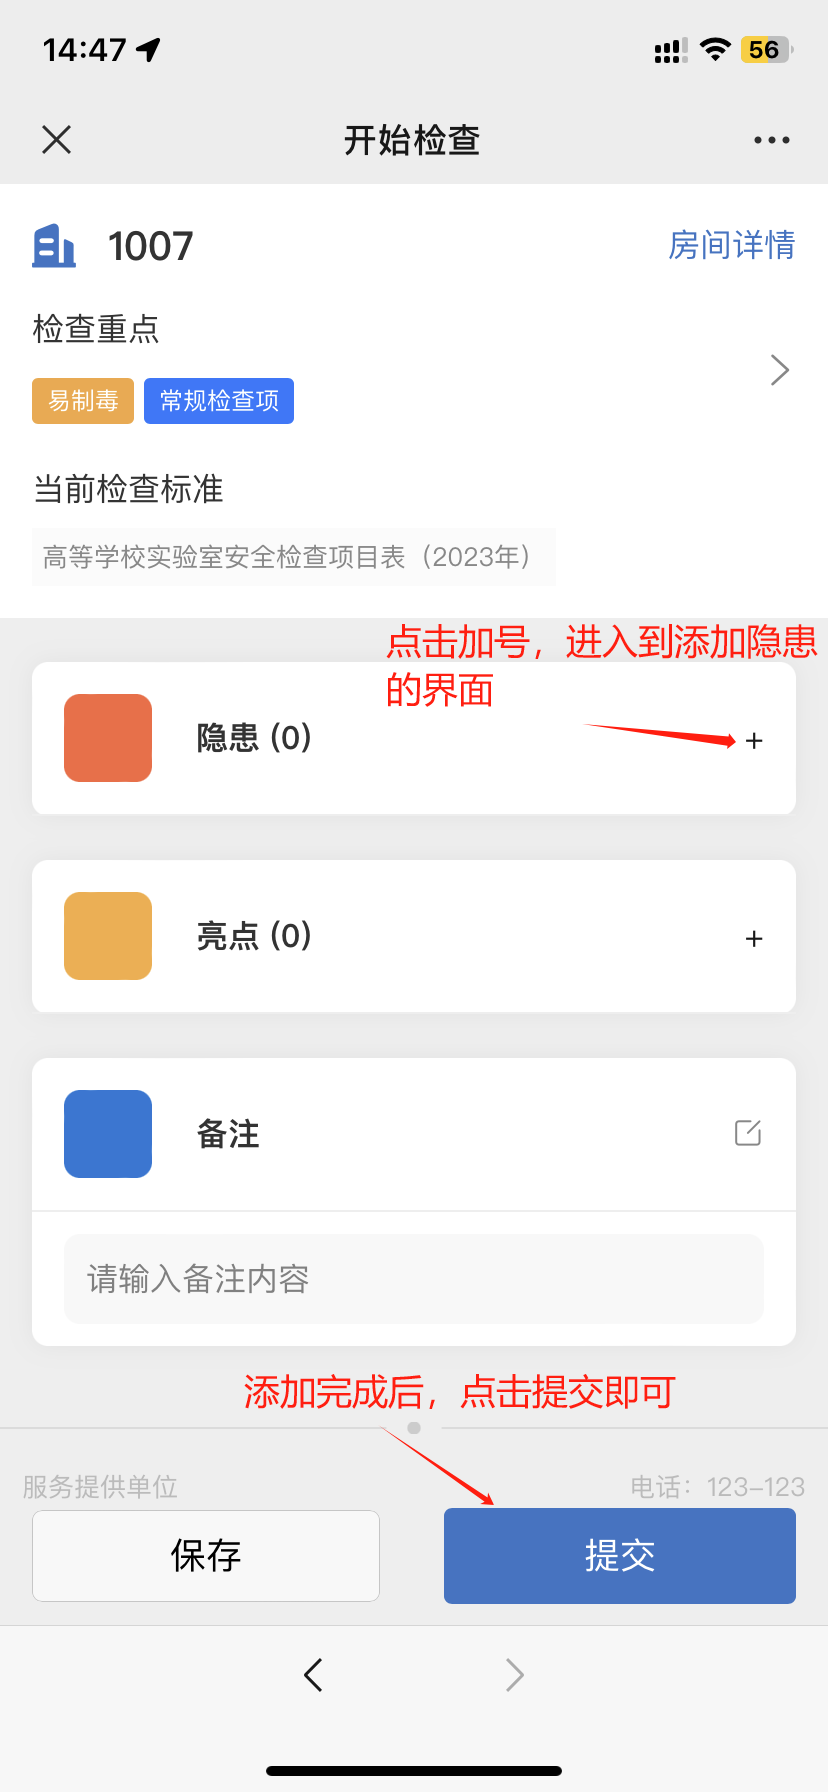 14:47
56
开始检查
1007
房间详情
检查重点
易制毒 常规检查项
当前检查标准
高等学校实验室安全检查项目表（2023年）
点击加号，进入到添加隐患
的界面
隐患 (0)
+
亮点 (0)
+
备注
请输入备注内容
添加完成后，点击提交即可
服务提供单位
电话：123-123
保存
提交